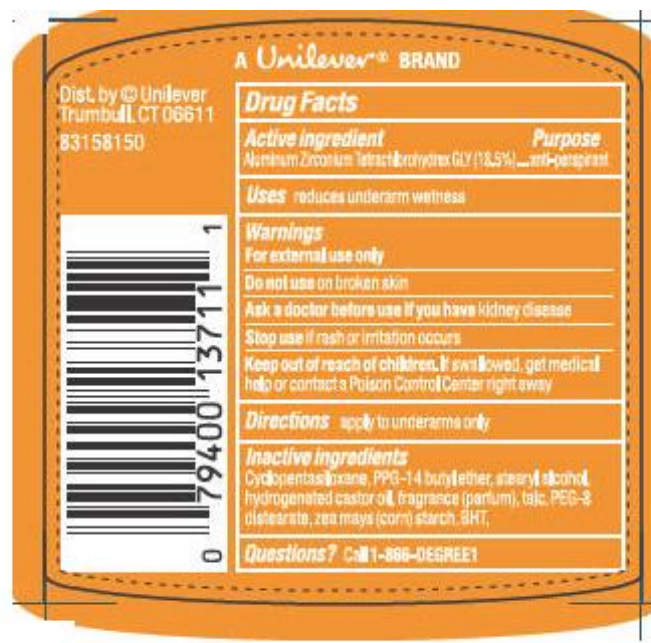 A Unilever® BRAND
Dist. by © Unilever
Trumbull, CT 06611
83158150
Drug Facts
Active ingredient Purpose
Aluminum Zirconium Tetrachlorohydrex GLY (18.5%)....anti-perspirant
Uses reduces underarm wetness
Warnings
For external use only
Do not use on broken skin
Ask a doctor before use if you have kidney disease
Stop use if rash or irritation occurs
Keep out of reach of children. If swallowed, get medical
help or contact a Poison Control Center right away
Directions apply to underarms only
Inactive ingredients
Cyclopentasiloxane, PPG-14 butyl ether, stearyl alcohol,
hydrogenated castor oil, fragrance (parfum), talc, PEG-8
distearate, zea mays (corn) starch, BHT.
Questions? Call 1-866-DEGREE1
0 79400 13711 1